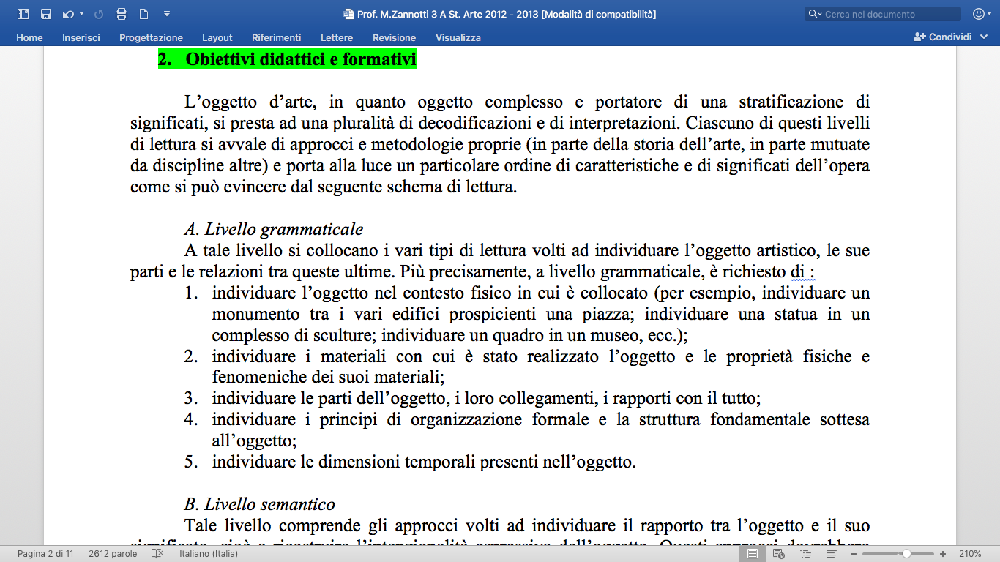 Prof. M.Zannotti 3 A St. Arte 2012 - 2013 [Modalità di compatibilità]
Cerca nel documento
Home Inserisci Progettazione Layout Riferimenti Lettere Revisione Visualizza
Condividi
2. Obiettivi didattici e formativi
L’oggetto d’arte, in quanto oggetto complesso e portatore di una stratificazione di
significati, si presta ad una pluralità di decodificazioni e di interpretazioni. Ciascuno di questi livelli
di lettura si avvale di approcci e metodologie proprie (in parte della storia dell’arte, in parte mutuate
da discipline altre) e porta alla luce un particolare ordine di caratteristiche e di significati dell’opera
come si può evincere dal seguente schema di lettura.
A. Livello grammaticale
A tale livello si collocano i vari tipi di lettura volti ad individuare l’oggetto artistico, le sue
parti e le relazioni tra queste ultime. Più precisamente, a livello grammaticale, è richiesto di :
1. individuare l’oggetto nel contesto fisico in cui è collocato (per esempio, individuare un
monumento tra i vari edifici prospicienti una piazza; individuare una statua in un
complesso di sculture; individuare un quadro in un museo, ecc.);
2. individuare i materiali con cui è stato realizzato l’oggetto e le proprietà fisiche e
fenomeniche dei suoi materiali;
3. individuare le parti dell’oggetto, i loro collegamenti, i rapporti con il tutto;
4. individuare i principi di organizzazione formale e la struttura fondamentale sottesa
all’oggetto;
5. individuare le dimensioni temporali presenti nell’oggetto.
B. Livello semantico
Tale livello comprende gli approcci volti ad individuare il rapporto tra l’oggetto e il suo
significato, cioè a ricostruire l’intenzionalità espressiva dell’oggetto. Questi approcci dovrebbero
Pagina 2 di 11 2612 parole Italiano (Italia) 210%